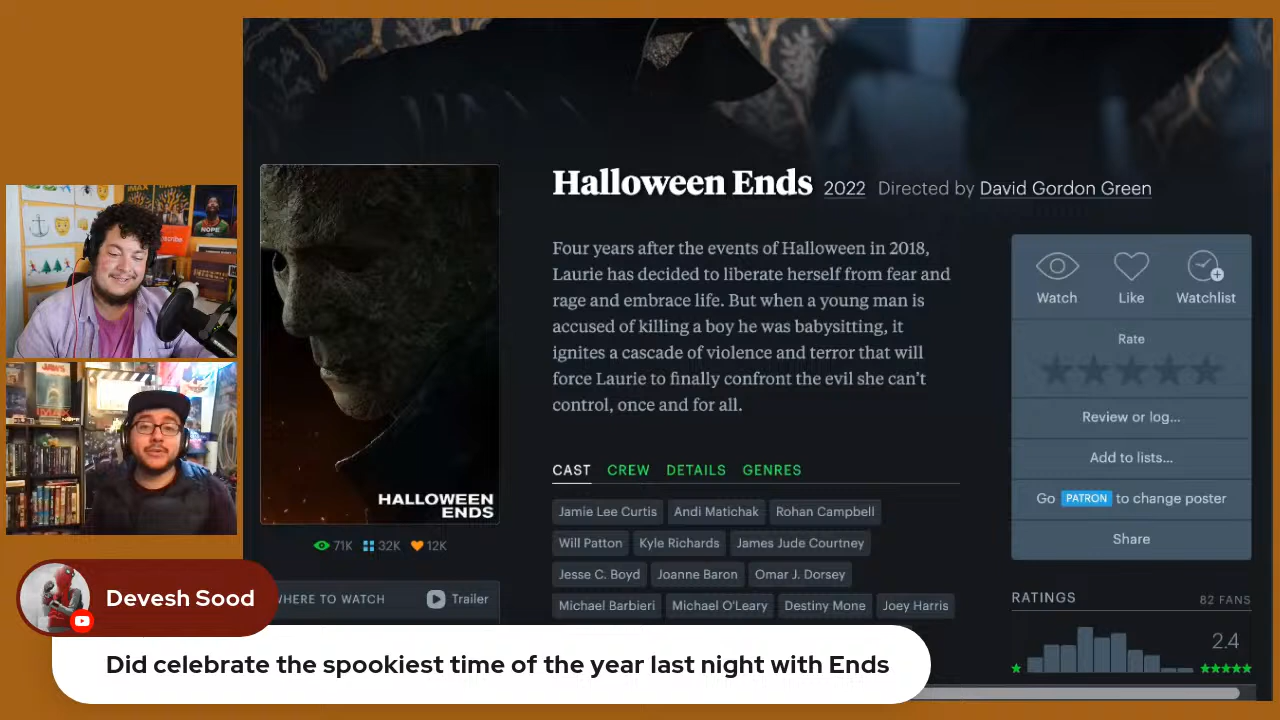 Halloween Ends 2022 Directed by David Gordon Green
Four years after the events of Halloween in 2018,
Laurie has decided to liberate herself from fear and
rage and embrace life. But when a young man is
accused of killing a boy he was babysitting, it
ignites a cascade of violence and terror that will
force Laurie to finally confront the evil she can't
control, once and for all.
CAST CREW DETAILS GENRES
Jamie Lee Curtis Andi Matichak Rohan Campbell
Will Patton Kyle Richards James Jude Courtney
Jesse C. Boyd Joanne Baron Omar J. Dorsey
Michael Barbieri Michael O'Leary Destiny Mone Joey Harris
Watch Like Watchlist
Rate
Review or log...
Add to lists...
Go PATRON to change poster
Share
RATINGS 82 FANS
2.4
HALLOWEEN
ENDS
71K 32K 12K
WHERE TO WATCH Trailer
IMAX
NOPE
JAWS
IMAX
Devesh Sood
Did celebrate the spookiest time of the year last night with Ends